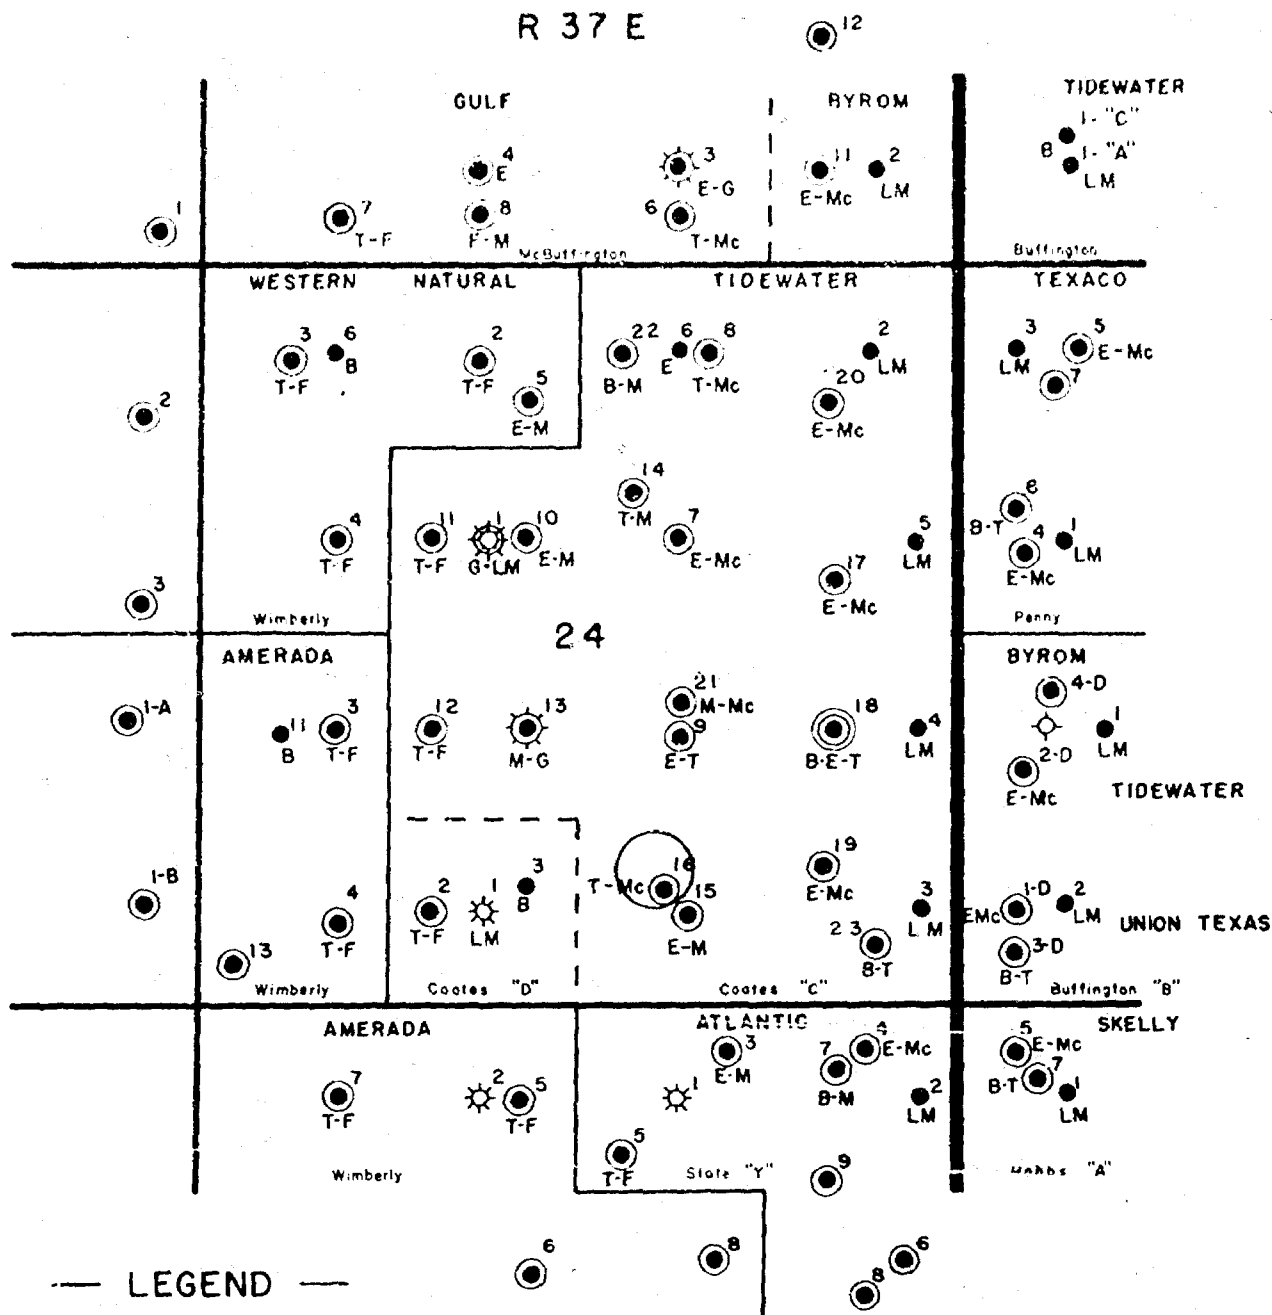 R 37 E
12
GULF BYROM TIDEWATER
1-"C"
4 3 11 2 B 1-"A"
E E-G E-Mc LM LM
1 7 8 6
T-F F-M T-Mc
McBuffington Buffington
WESTERN NATURAL TIDEWATER TEXACO
3 6 2 22 6 8 2 3 5
B E LM LM E-Mc
T-F T-F B-M T-Mc 7
2 5 20
E-M E-Mc
14
T-M
4 11 1 10 7 5 B-T 4 1
T-F T-F G-LM E-M E-Mc LM LM
17 E-Mc
3 E-Mc
Wimberly Penny
24
AMERADA BYROM
21 4-D
1-A M-Mc
11 3 12 13 9 18 4 1
B T-F T-F M-G E-T B-E-T LM LM
2-D
E-Mc TIDEWATER
19
1-B 3 T-Mc 16 E-Mc
4 2 1 B 15 3 1-D 2
T-F T-F LM E-M LM EMc LM UNION TEXAS
13 23 3-D
B-T B-T
Wimberly Coates "D" Coates "C" Buffington "B"
AMERADA ATLANTIC SKELLY
3 4 5
E-M E-Mc E-Mc
7 2 5 1 7 2 B-T 7 1
T-F T-F B-M LM LM
5
T-F
Wimberly State "Y" Hobbs "A"
9
6 8 6
8
— LEGEND —